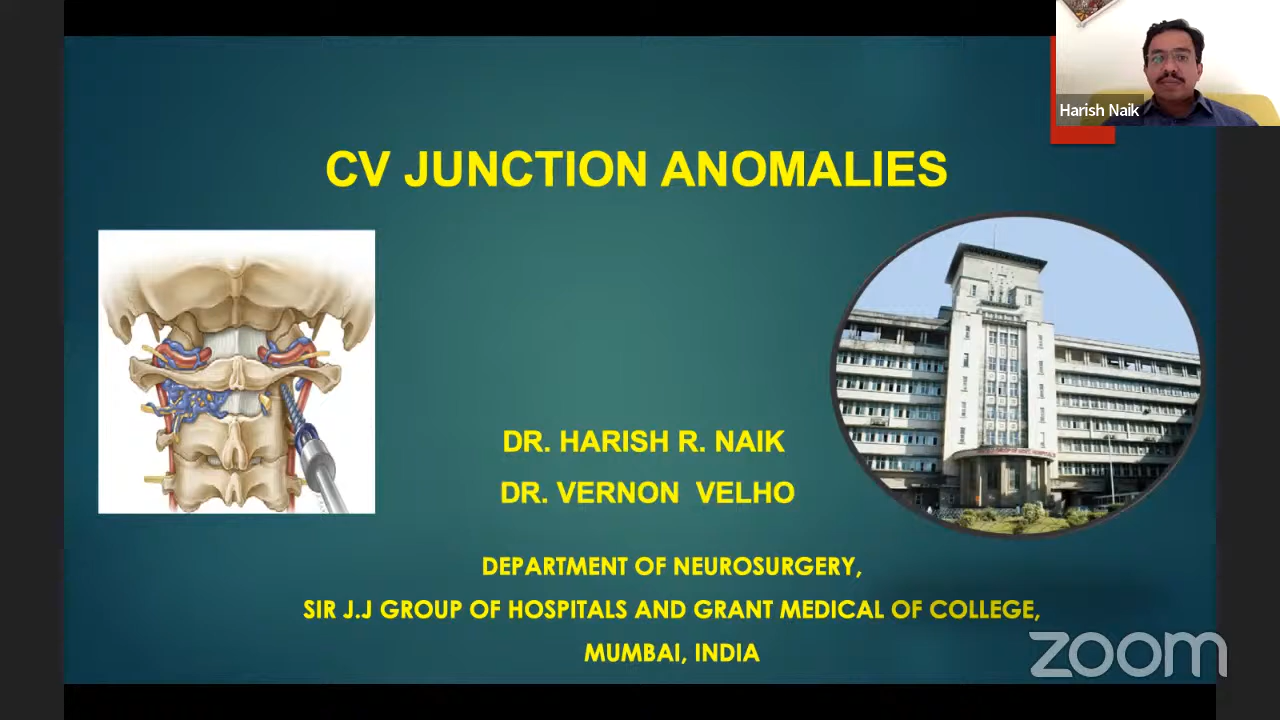 Harish Naik
CV JUNCTION ANOMALIES
DR. HARISH R. NAIK
DR. VERNON VELHO
DEPARTMENT OF NEUROSURGERY,
SIR J.J GROUP OF HOSPITALS AND GRANT MEDICAL OF COLLEGE,
MUMBAI, INDIA
zoom